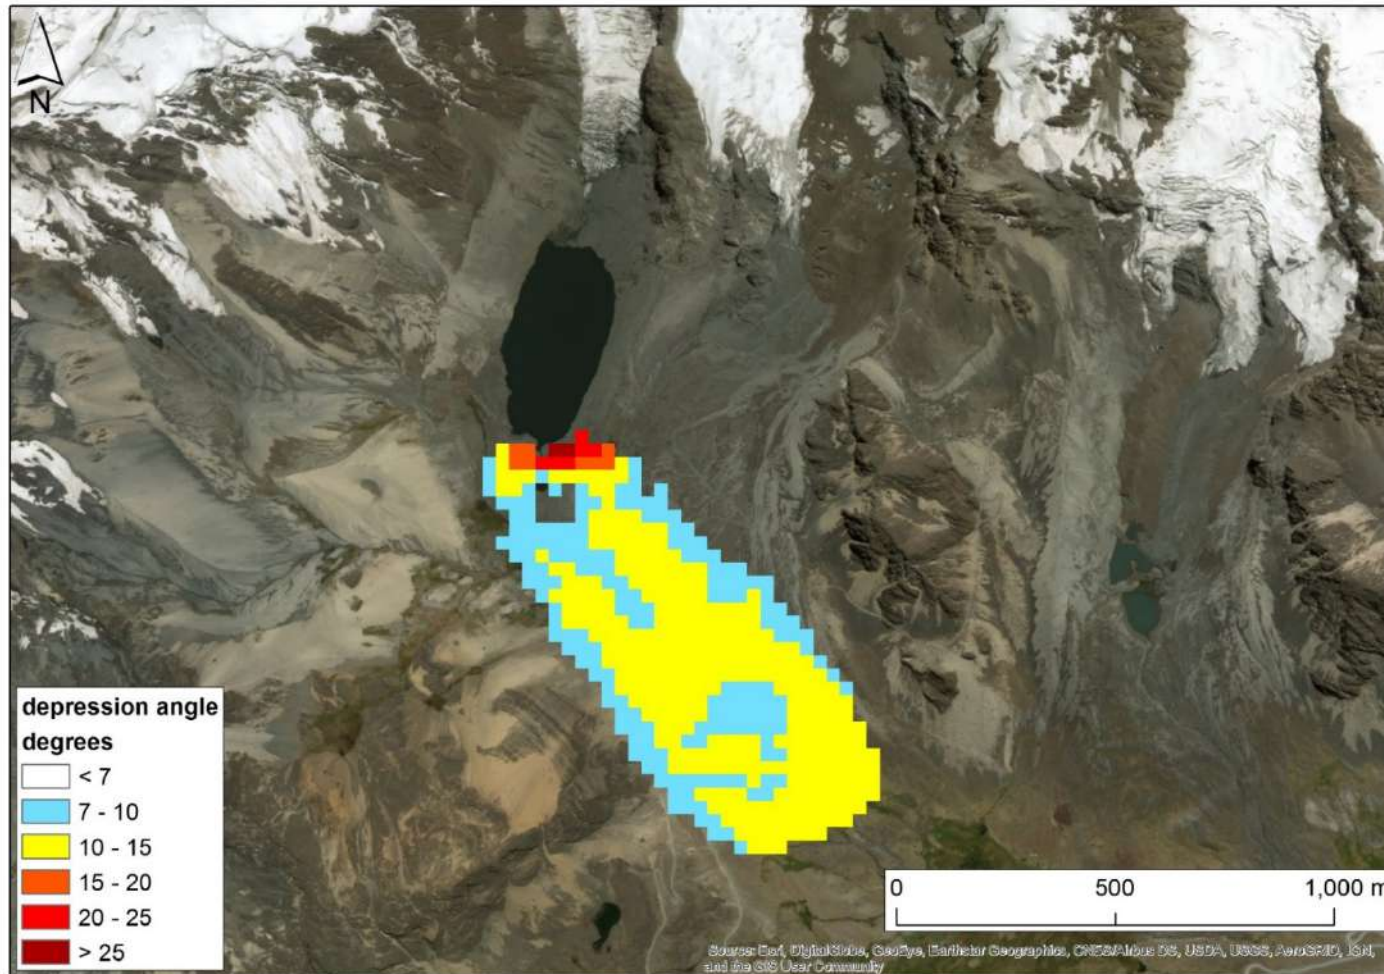 N
depression angle
degrees
< 7
7 - 10
10 - 15
15 - 20
20 - 25
> 25
0 500 1,000 m
Source: Esri, DigitalGlobe, GeoEye, Earthstar Geographics, CNES/Airbus DS, USDA, USGS, AeroGRID, IGN,
and the GIS User Community